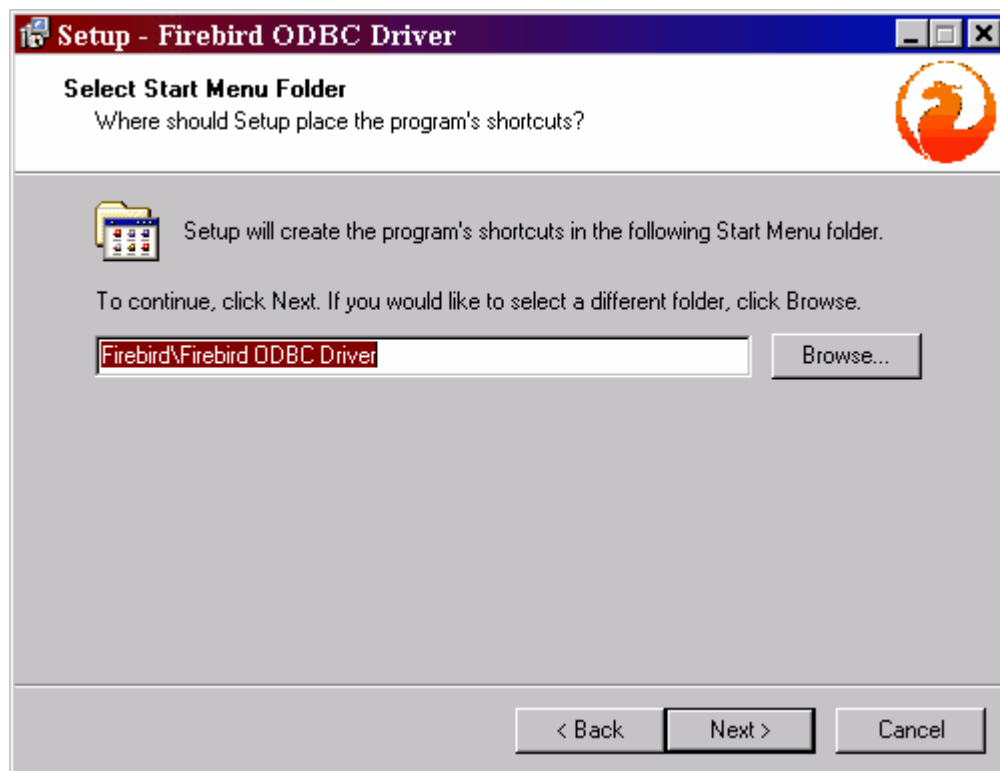 Setup - Firebird ODBC Driver
Select Start Menu Folder
Where should Setup place the program's shortcuts?
Setup will create the program's shortcuts in the following Start Menu folder.
To continue, click Next. If you would like to select a different folder, click Browse.
Firebird\Firebird ODBC Driver
Browse...
< Back
Next >
Cancel